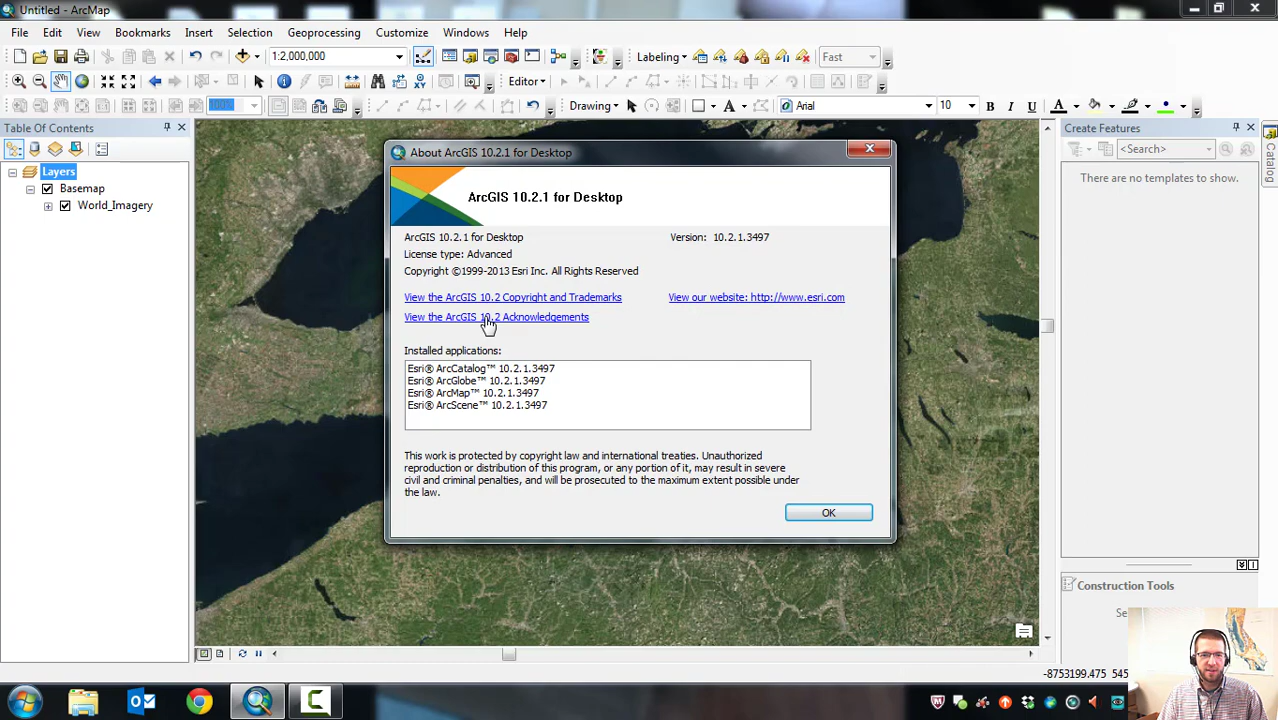 Untitled - ArcMap
File Edit View Bookmarks Insert Selection Geoprocessing Customize Windows Help
1:2,000,000 Labeling Fast
Editor
100% Drawing A Arial 10 B I U A
Table Of Contents
Layers
Basemap
World_Imagery
About ArcGIS 10.2.1 for Desktop
ArcGIS 10.2.1 for Desktop
ArcGIS 10.2.1 for Desktop Version: 10.2.1.3497
License type: Advanced
Copyright ©1999-2013 Esri Inc. All Rights Reserved
View the ArcGIS 10.2 Copyright and Trademarks View our website: http://www.esri.com
View the ArcGIS 10.2 Acknowledgements
Installed applications:
Esri® ArcCatalog™ 10.2.1.3497
Esri® ArcGlobe™ 10.2.1.3497
Esri® ArcMap™ 10.2.1.3497
Esri® ArcScene™ 10.2.1.3497
This work is protected by copyright law and international treaties. Unauthorized
reproduction or distribution of this program, or any portion of it, may result in severe
civil and criminal penalties, and will be prosecuted to the maximum extent possible under
the law.
OK
Create Features
<Search>
There are no templates to show.
Catalog
Construction Tools
Se
-8753199.475 545